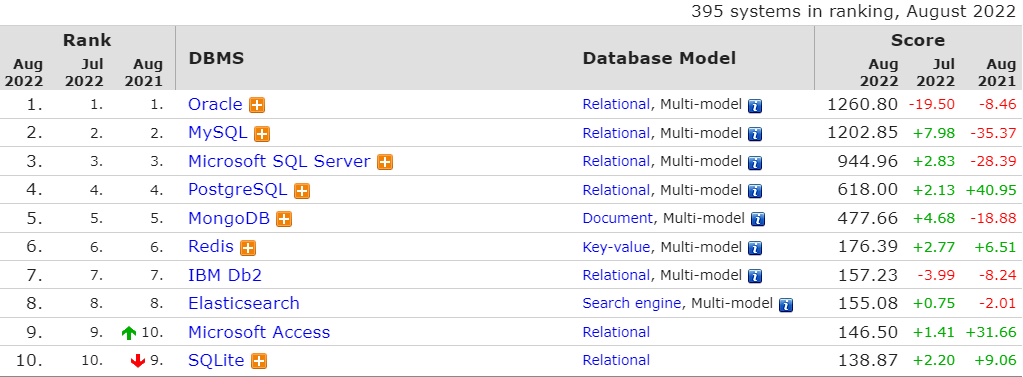 395 systems in ranking, August 2022
Rank DBMS Database Model Score
Aug 2022 Jul 2022 Aug 2021 Aug 2022 Jul 2022 Aug 2021
1. 1. 1. Oracle Relational, Multi-model 1260.80 -19.50 -8.46
2. 2. 2. MySQL Relational, Multi-model 1202.85 +7.98 -35.37
3. 3. 3. Microsoft SQL Server Relational, Multi-model 944.96 +2.83 -28.39
4. 4. 4. PostgreSQL Relational, Multi-model 618.00 +2.13 +40.95
5. 5. 5. MongoDB Document, Multi-model 477.66 +4.68 -18.88
6. 6. 6. Redis Key-value, Multi-model 176.39 +2.77 +6.51
7. 7. 7. IBM Db2 Relational, Multi-model 157.23 -3.99 -8.24
8. 8. 8. Elasticsearch Search engine, Multi-model 155.08 +0.75 -2.01
9. 9. 10. Microsoft Access Relational 146.50 +1.41 +31.66
10. 10. 9. SQLite Relational 138.87 +2.20 +9.06